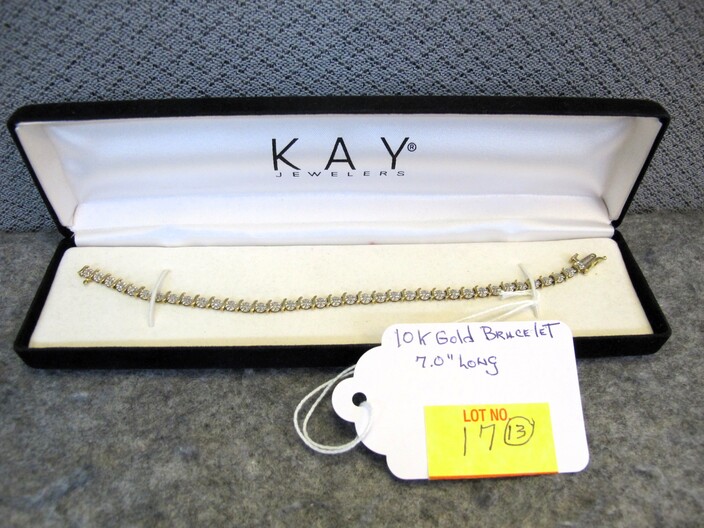 KAY®
JEWELERS
10K Gold BRACELET
7.0" LONG
LOT NO.
17 13